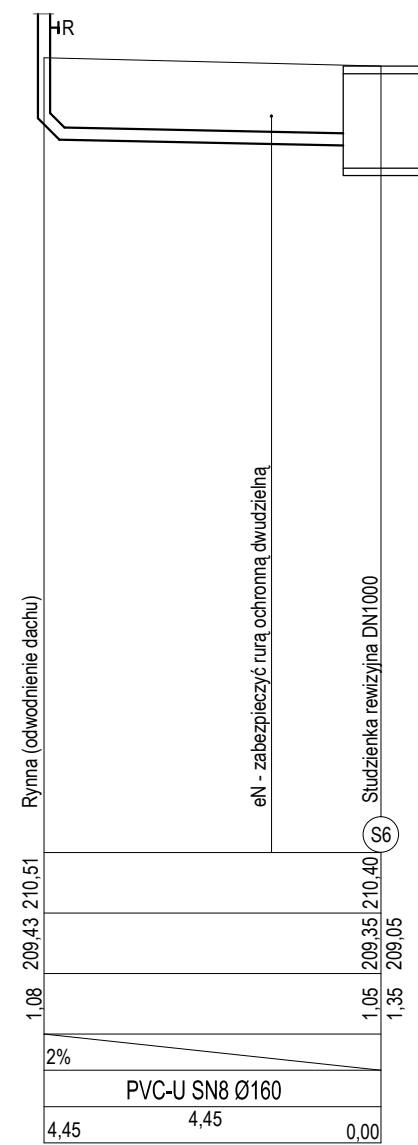 R
Rynna (odwodnienie dachu)
eN - zabezpieczyć rurą ochronną dwudzielną
Studzienka rewizyjna DN1000
S6
210,51
210,40
209,43
209,35
209,05
1,08
1,05
1,35
2%
PVC-U SN8 Ø160
4,45
4,45
0,00